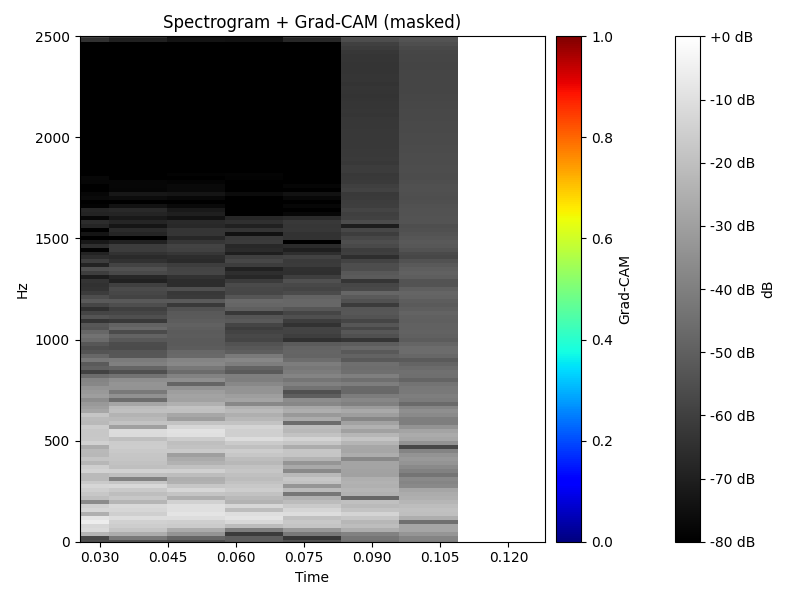 Spectrogram + Grad-CAM (masked)
2500
2000
1500
1000
500
0
Hz
0.030
0.045
0.060
0.075
0.090
0.105
0.120
Time
1.0
0.8
0.6
0.4
0.2
0.0
Grad-CAM
+0 dB
-10 dB
-20 dB
-30 dB
-40 dB
-50 dB
-60 dB
-70 dB
-80 dB
dB